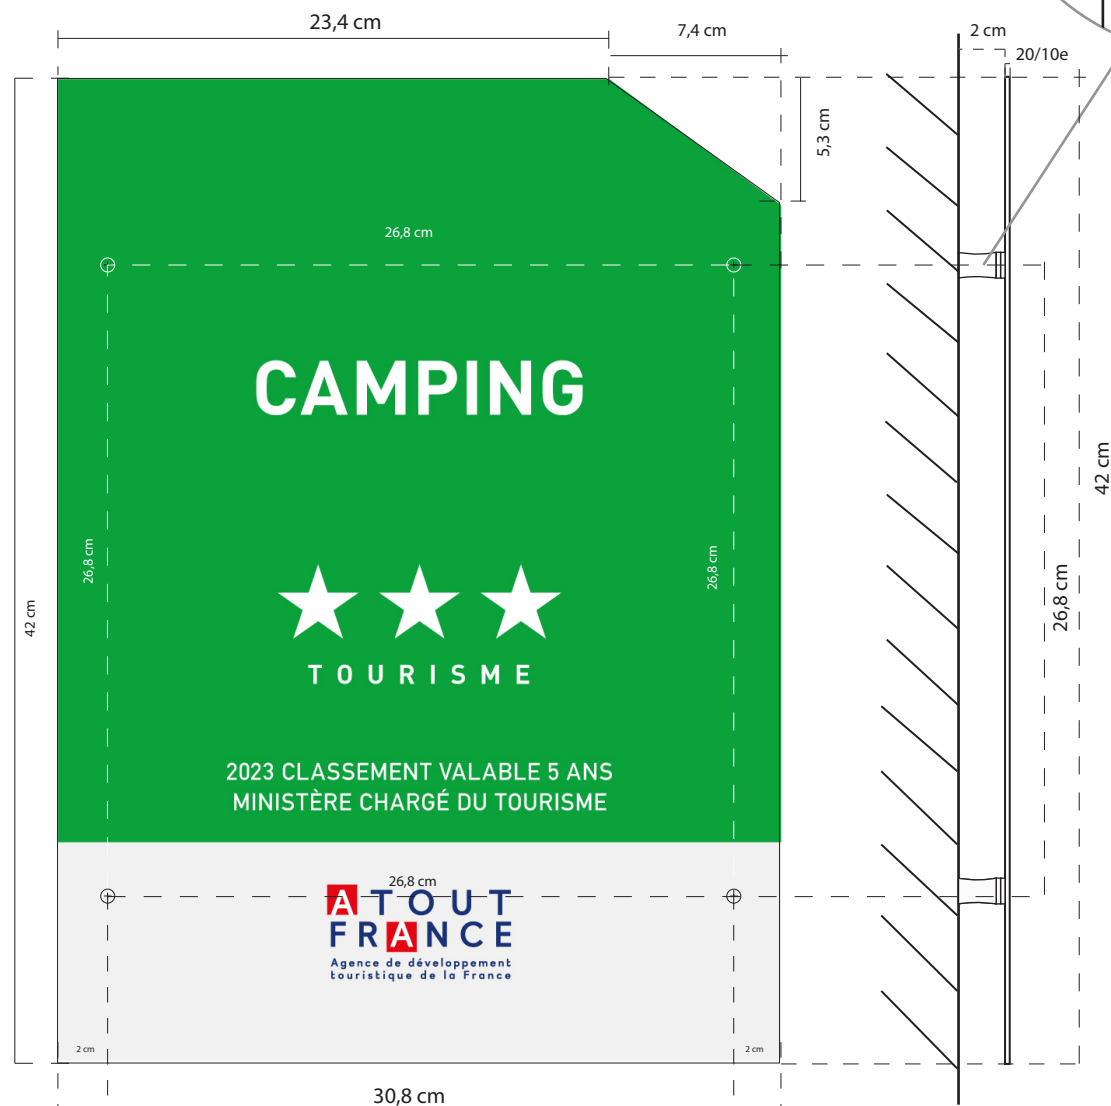 23,4 cm
7,4 cm
2 cm
20/10e
5,3 cm
26,8 cm
CAMPING
42 cm
26,8 cm
26,8 cm
26,8 cm
42 cm
TOURISME
2023 CLASSEMENT VALABLE 5 ANS
MINISTÈRE CHARGÉ DU TOURISME
26,8 cm
ATOUT
FRANCE
Agence de développement
touristique de la France
2 cm
2 cm
30,8 cm